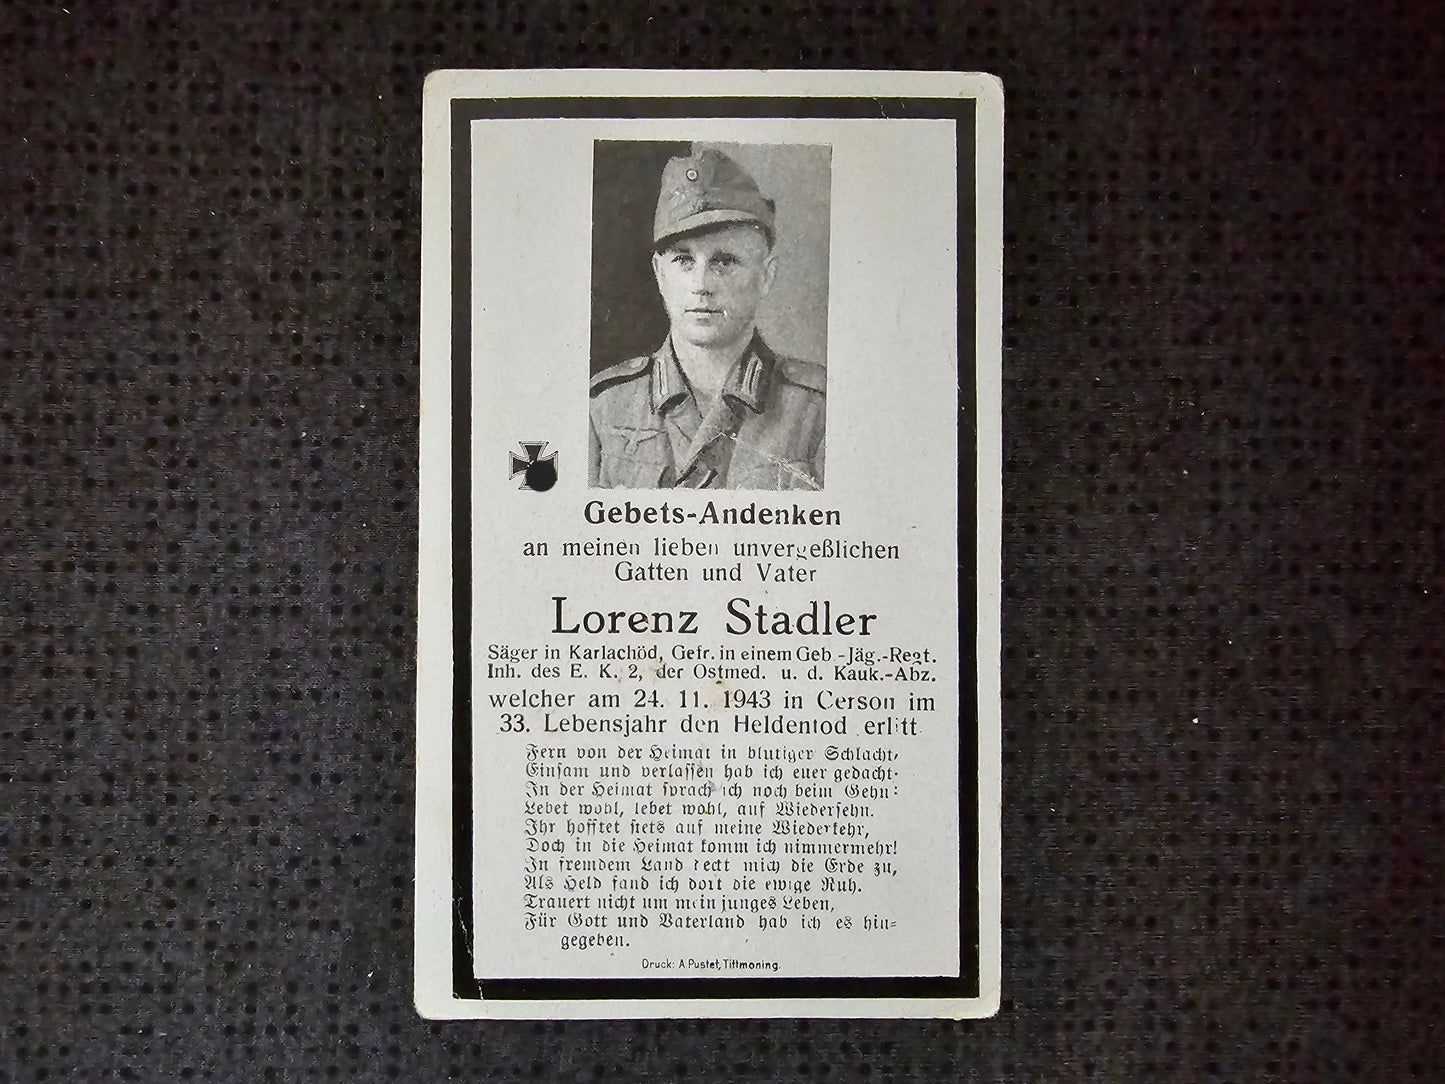 Gebets-Andenken
an meinen lieben unvergeßlichen
Gatten und Vater
Lorenz Stadler
Säger in Karlachöd, Gefr. in einem Geb.-Jäg.-Regt.
Inh. des E. K. 2, der Ostmed. u. d. Kauk.-Abz.
welcher am 24. 11. 1943 in Cerson im
33. Lebensjahr den Heldentod erlitt
Fern von der Heimat in blutiger Schlacht,
Einsam und verlassen hab ich euer gedacht.
In der Heimat sprach ich noch beim Gehn:
Lebet wohl, lebet wohl, auf Wiedersehn.
Ihr hofftet stets auf meine Wiederkehr,
Doch in die Heimat komm ich nimmermehr!
In fremdem Land deckt mich die Erde zu,
Als Held fand ich dort die ewige Ruh.
Trauert nicht um mein junges Leben,
Für Gott und Vaterland hab ich es hin-
gegeben.
Druck: A. Pustet, Tittmoning.